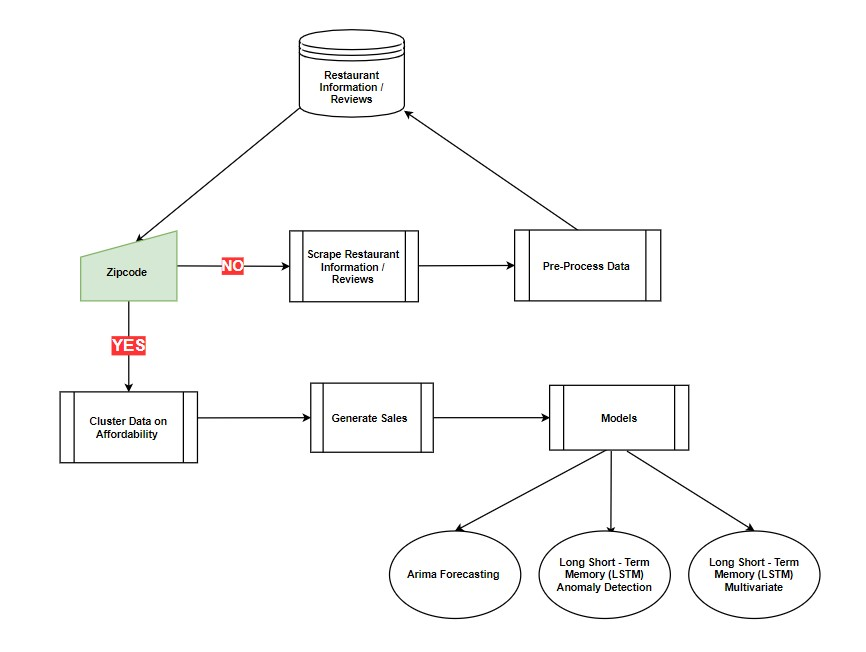 Restaurant
Information /
Reviews
Zipcode
NO
Scrape Restaurant
Information /
Reviews
Pre-Process Data
YES
Cluster Data on
Affordability
Generate Sales
Models
Arima Forecasting
Long Short - Term
Memory (LSTM)
Anomaly Detection
Long Short - Term
Memory (LSTM)
Multivariate